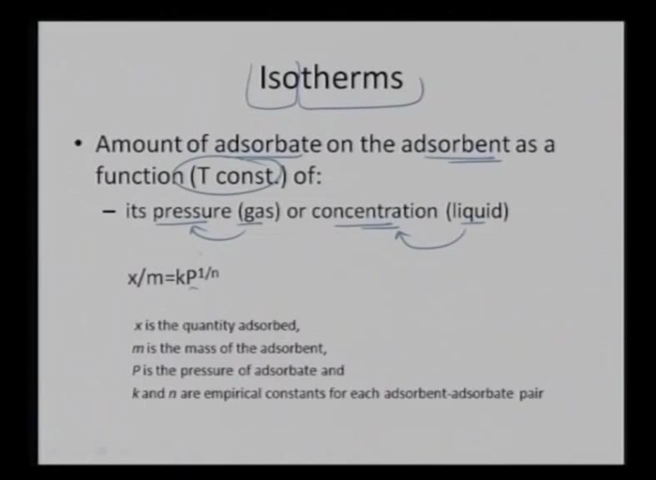 Isotherms
• Amount of adsorbate on the adsorbent as a
function (T const.) of:
– its pressure (gas) or concentration (liquid)
x/m=kP^1/n
x is the quantity adsorbed,
m is the mass of the adsorbent,
P is the pressure of adsorbate and
k and n are empirical constants for each adsorbent-adsorbate pair